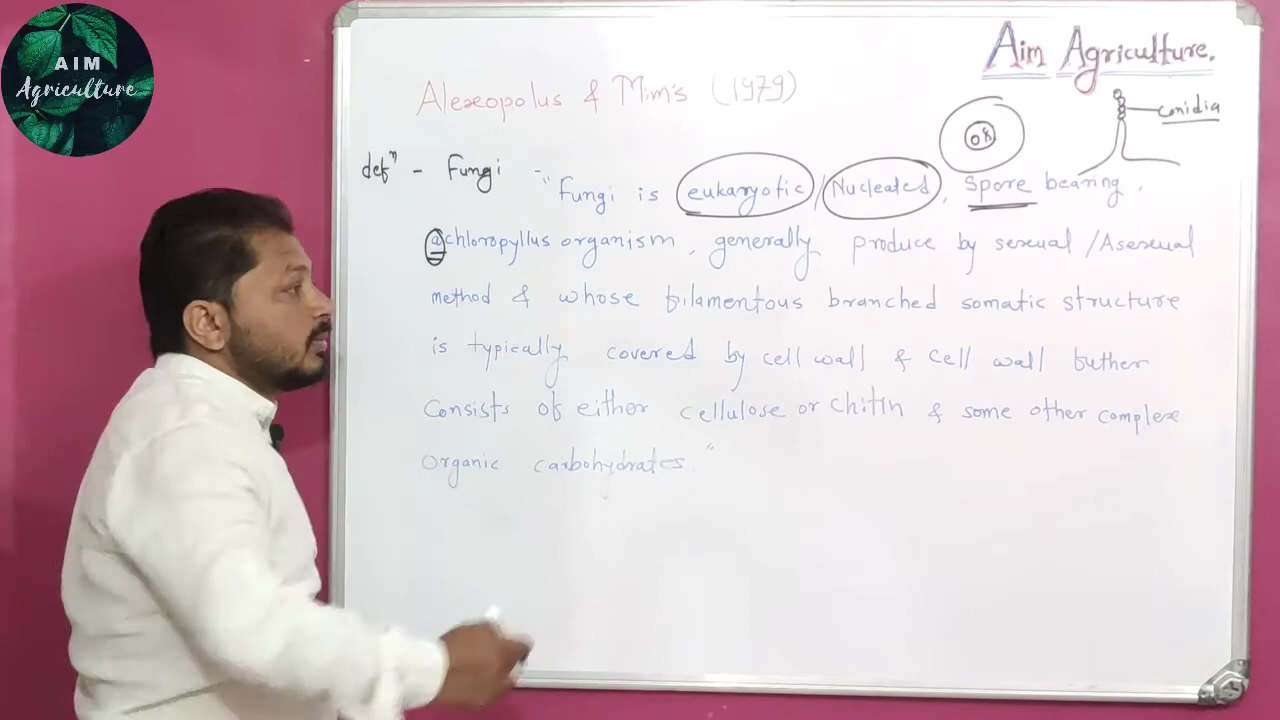 AIM
Agriculture
Aim Agriculture.
Alexopolus & Mim's (1979)
conidia
defⁿ - Fungi - "Fungi is eukaryotic / Nucleated, Spore bearing,
achloropyllus organism, generally produce by sexual / Asexual
method & whose filamentous branched somatic structure
is typically covered by cell wall & cell wall futher
Consists of either cellulose or chitin & some other complex
Organic carbohydrates."